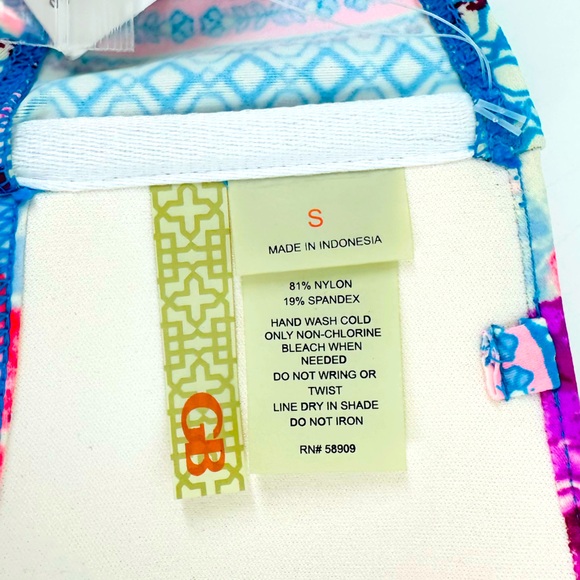 S
MADE IN INDONESIA
81% NYLON
19% SPANDEX
HAND WASH COLD
ONLY NON-CHLORINE
BLEACH WHEN
NEEDED
DO NOT WRING OR
TWIST
LINE DRY IN SHADE
DO NOT IRON
RN# 58909
GB